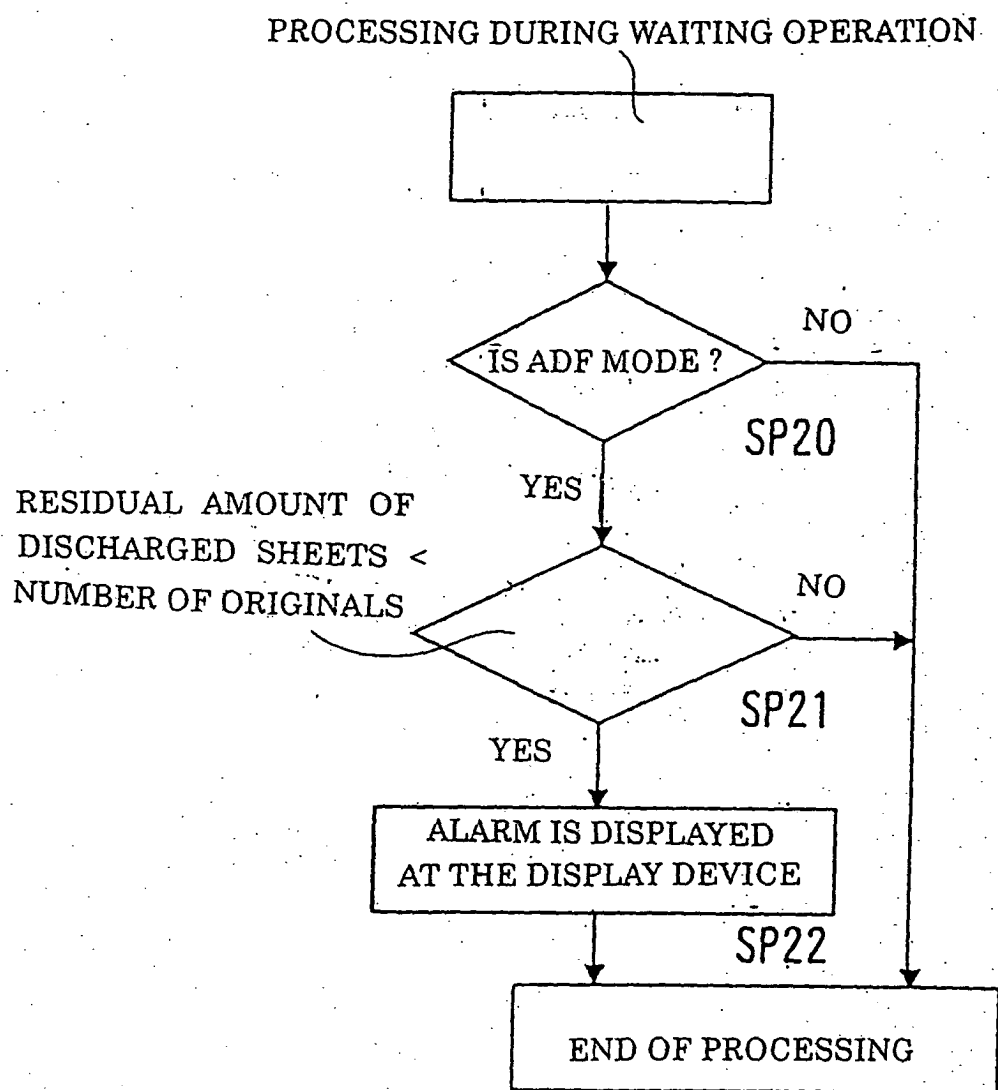 PROCESSING DURING WAITING OPERATION
IS ADF MODE ?
NO
SP20
YES
RESIDUAL AMOUNT OF
DISCHARGED SHEETS <
NUMBER OF ORIGINALS
NO
SP21
YES
ALARM IS DISPLAYED
AT THE DISPLAY DEVICE
SP22
END OF PROCESSING